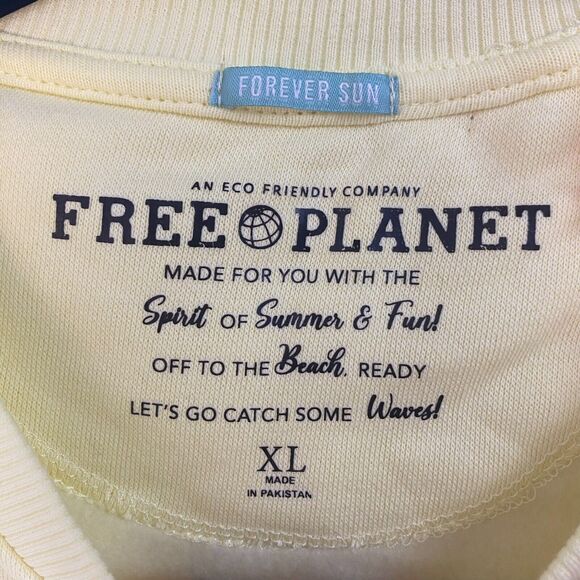 FOREVER SUN
AN ECO FRIENDLY COMPANY
FREE PLANET
MADE FOR YOU WITH THE
Spirit OF Summer & Fun!
OFF TO THE Beach. READY
LET'S GO CATCH SOME Waves!
XL
MADE
IN PAKISTAN